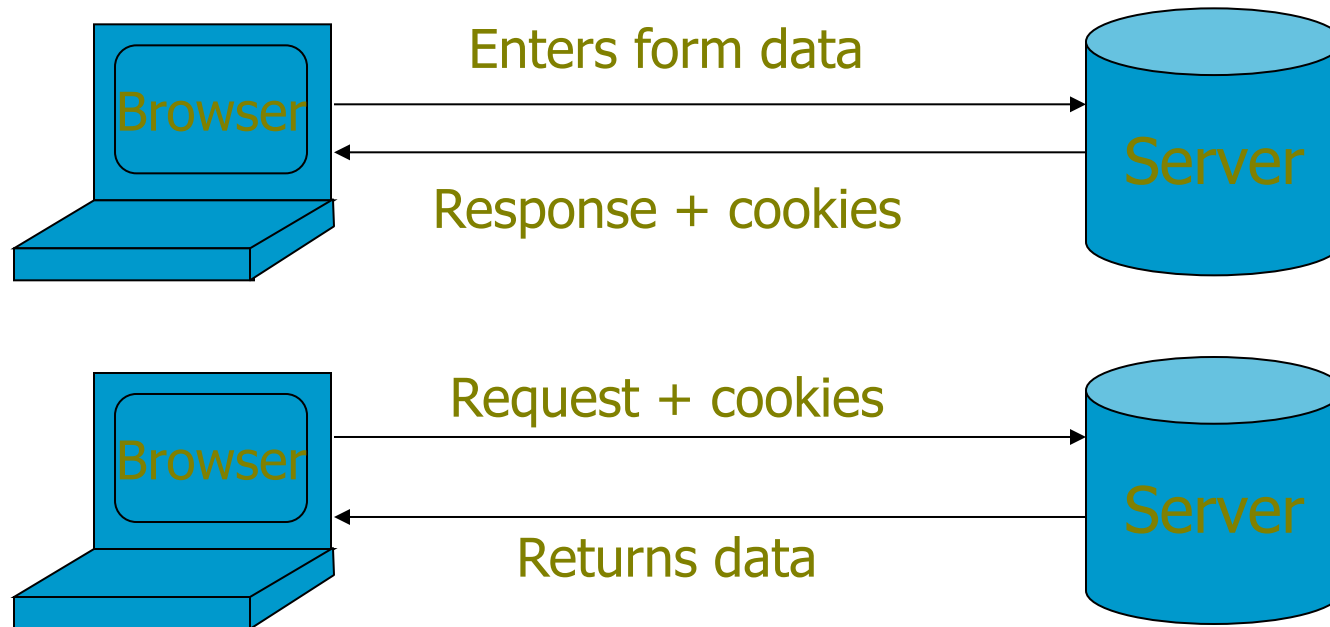 Enters form data
Browser
Server
Response + cookies
Request + cookies
Browser
Server
Returns data